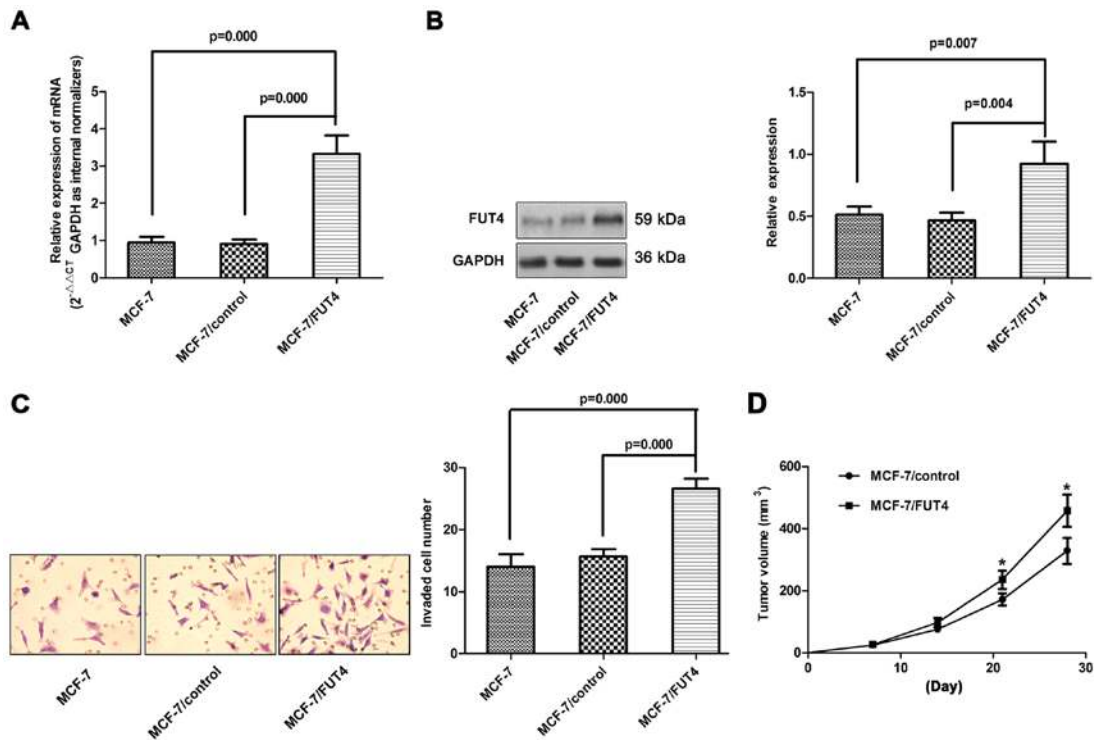 A
p=0.000
p=0.000
Relative expression of mRNA
(2^-△△CT GAPDH as internal normalizers)
5
4
3
2
1
0
MCF-7
MCF-7/control
MCF-7/FUT4
B
FUT4
59 kDa
GAPDH
36 kDa
MCF-7
MCF-7/control
MCF-7/FUT4
p=0.007
p=0.004
Relative expression
1.5
1.0
0.5
0.0
MCF-7
MCF-7/control
MCF-7/FUT4
C
MCF-7
MCF-7/control
MCF-7/FUT4
p=0.000
p=0.000
Invaded cell number
30
20
10
0
MCF-7
MCF-7/control
MCF-7/FUT4
D
MCF-7/control
MCF-7/FUT4
Tumor volume (mm³)
600
400
200
0
*
*
0
10
20
30
(Day)